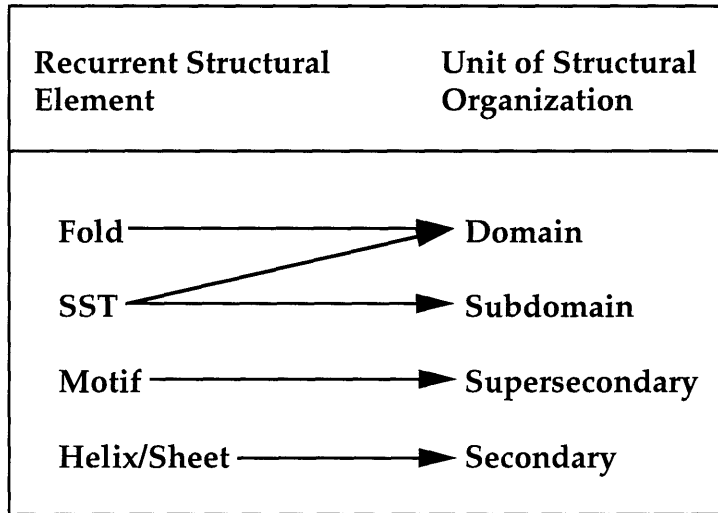 Recurrent Structural Element
Unit of Structural Organization
Fold Domain
SST Subdomain
Motif Supersecondary
Helix/Sheet Secondary